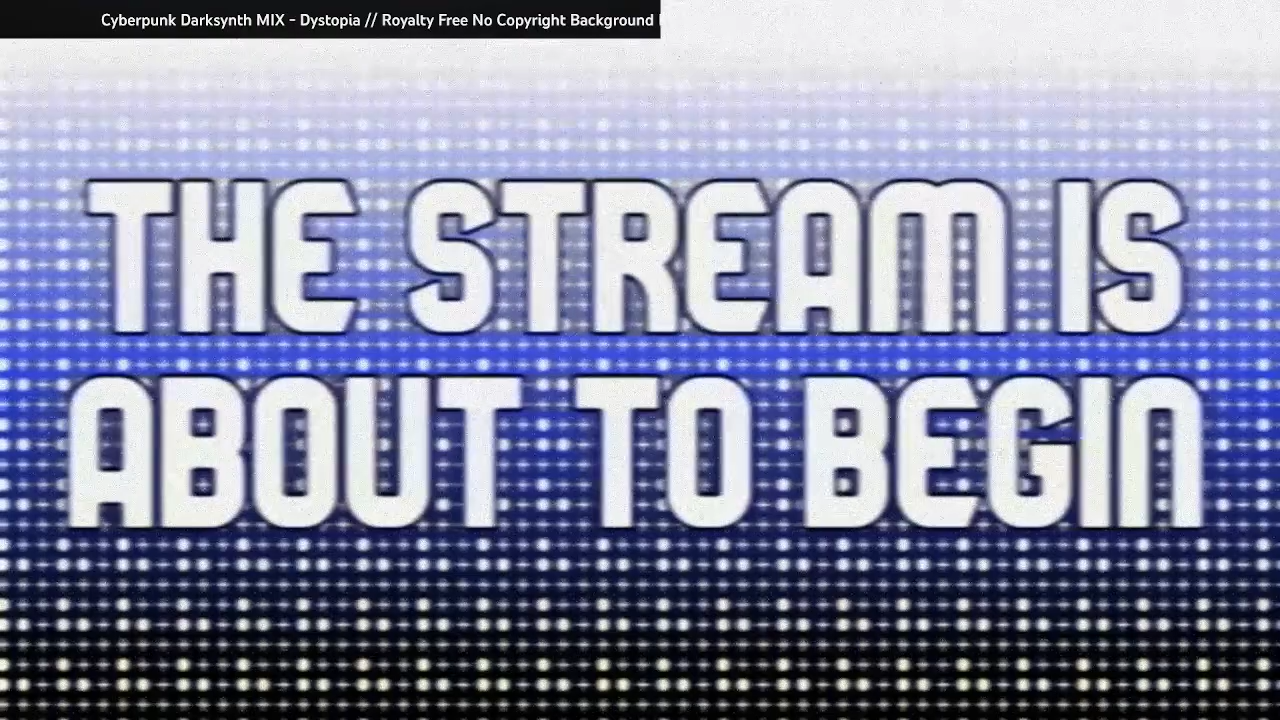 Cyberpunk Darksynth MIX - Dystopia // Royalty Free No Copyright Background
THE STREAM IS
ABOUT TO BEGIN